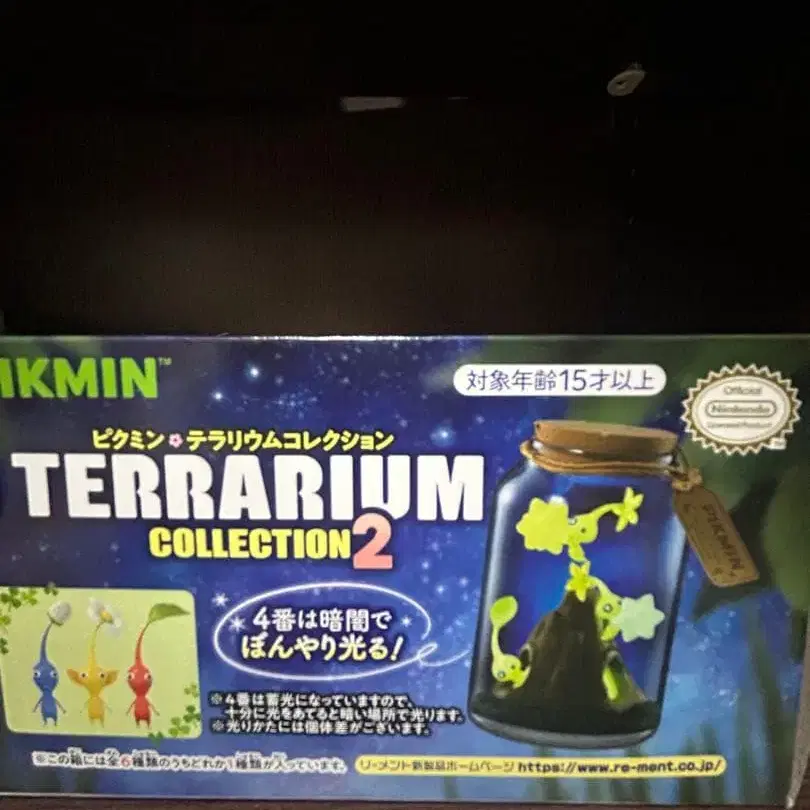 IKMIN™
対象年齢15才以上
Official
Nintendo
Licensed Product
ピクミン テラリウムコレクション
TERRARIUM
COLLECTION2
PIKMIN
4番は暗闇で
ぼんやり光る!
※4番は蓄光になっていますので、
十分に光をあてると暗い場所で光ります。
※光りかたには個体差がございます。
※この箱には全6種類のうちどれか1種類が入っています。
リーメント新製品ホームページ https://www.re-ment.co.jp/